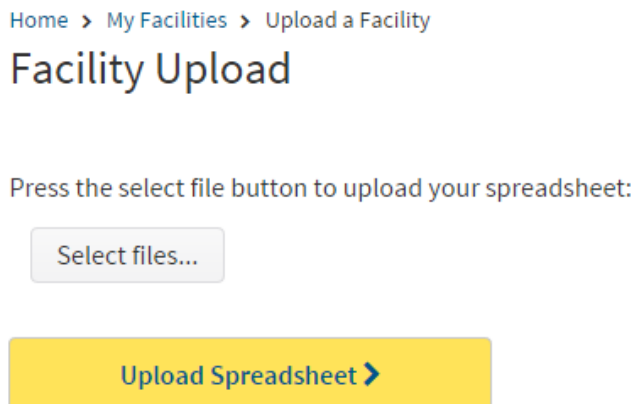 Home > My Facilities > Upload a Facility
Facility Upload
Press the select file button to upload your spreadsheet:
Select files...
Upload Spreadsheet >